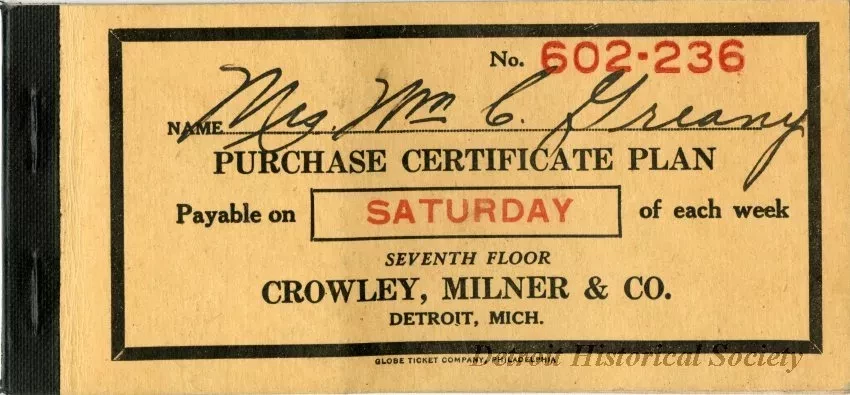 No. 602-236
NAME Mrs. Wm C. Greany
PURCHASE CERTIFICATE PLAN
Payable on SATURDAY of each week
SEVENTH FLOOR
CROWLEY, MILNER & CO.
DETROIT, MICH.
GLOBE TICKET COMPANY, PHILADELPHIA
Detroit Historical Society